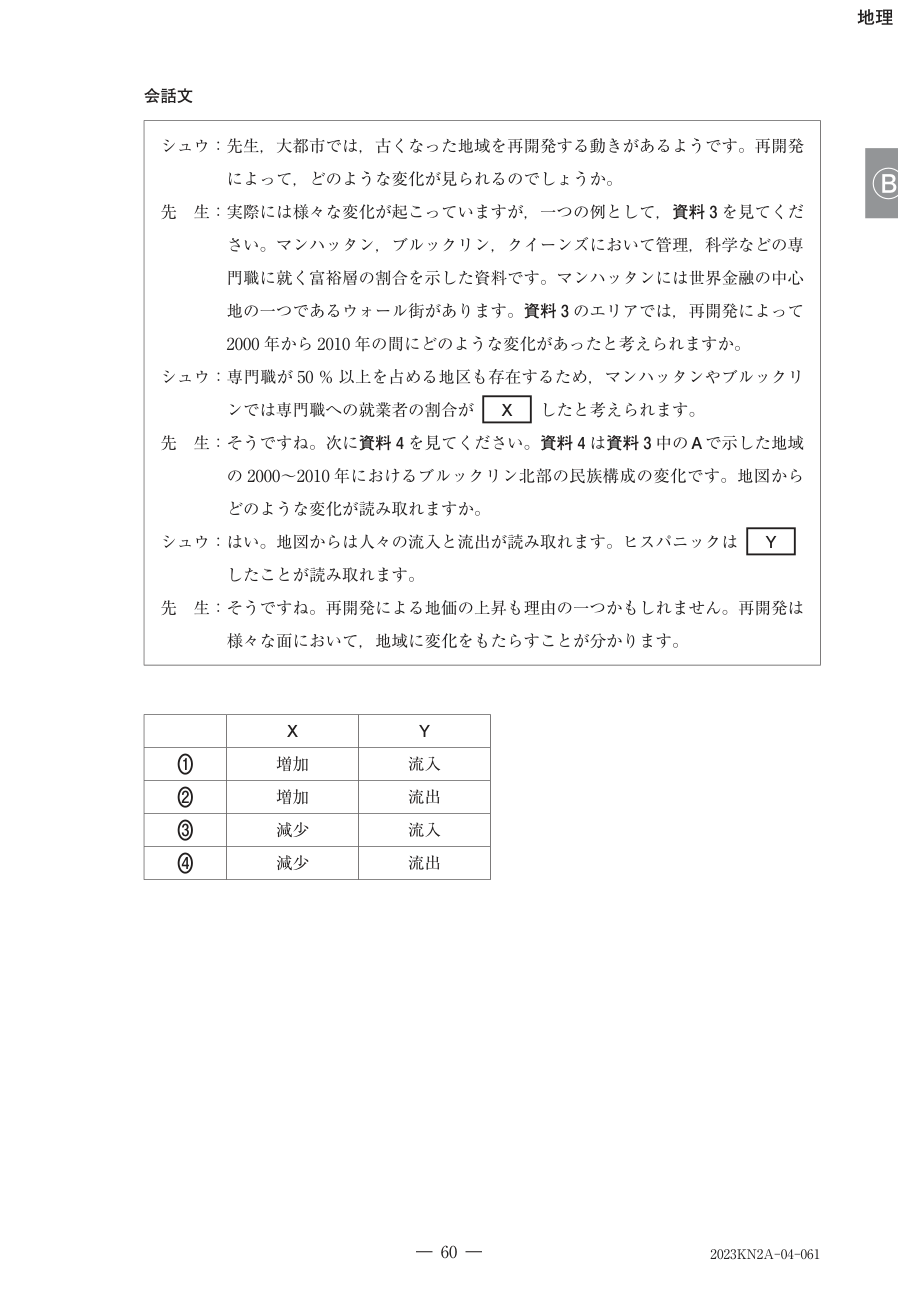 地理
会話文
B
シュウ：先生，大都市では，古くなった地域を再開発する動きがあるようです。再開発
によって，どのような変化が見られるのでしょうか。
先　生：実際には様々な変化が起こっていますが，一つの例として，資料3を見てくだ
さい。マンハッタン，ブルックリン，クイーンズにおいて管理，科学などの専
門職に就く富裕層の割合を示した資料です。マンハッタンには世界金融の中心
地の一つであるウォール街があります。資料3のエリアでは，再開発によって
2000年から2010年の間にどのような変化があったと考えられますか。
シュウ：専門職が50 % 以上を占める地区も存在するため，マンハッタンやブルックリ
ンでは専門職への就業者の割合が X したと考えられます。
先　生：そうですね。次に資料4を見てください。資料4は資料3中のAで示した地域
の2000～2010年におけるブルックリン北部の民族構成の変化です。地図から
どのような変化が読み取れますか。
シュウ：はい。地図からは人々の流入と流出が読み取れます。ヒスパニックは Y
したことが読み取れます。
先　生：そうですね。再開発による地価の上昇も理由の一つかもしれません。再開発は
様々な面において，地域に変化をもたらすことが分かります。
X Y
① 増加 流入
② 増加 流出
③ 減少 流入
④ 減少 流出
― 60 ―
2023KN2A-04-061